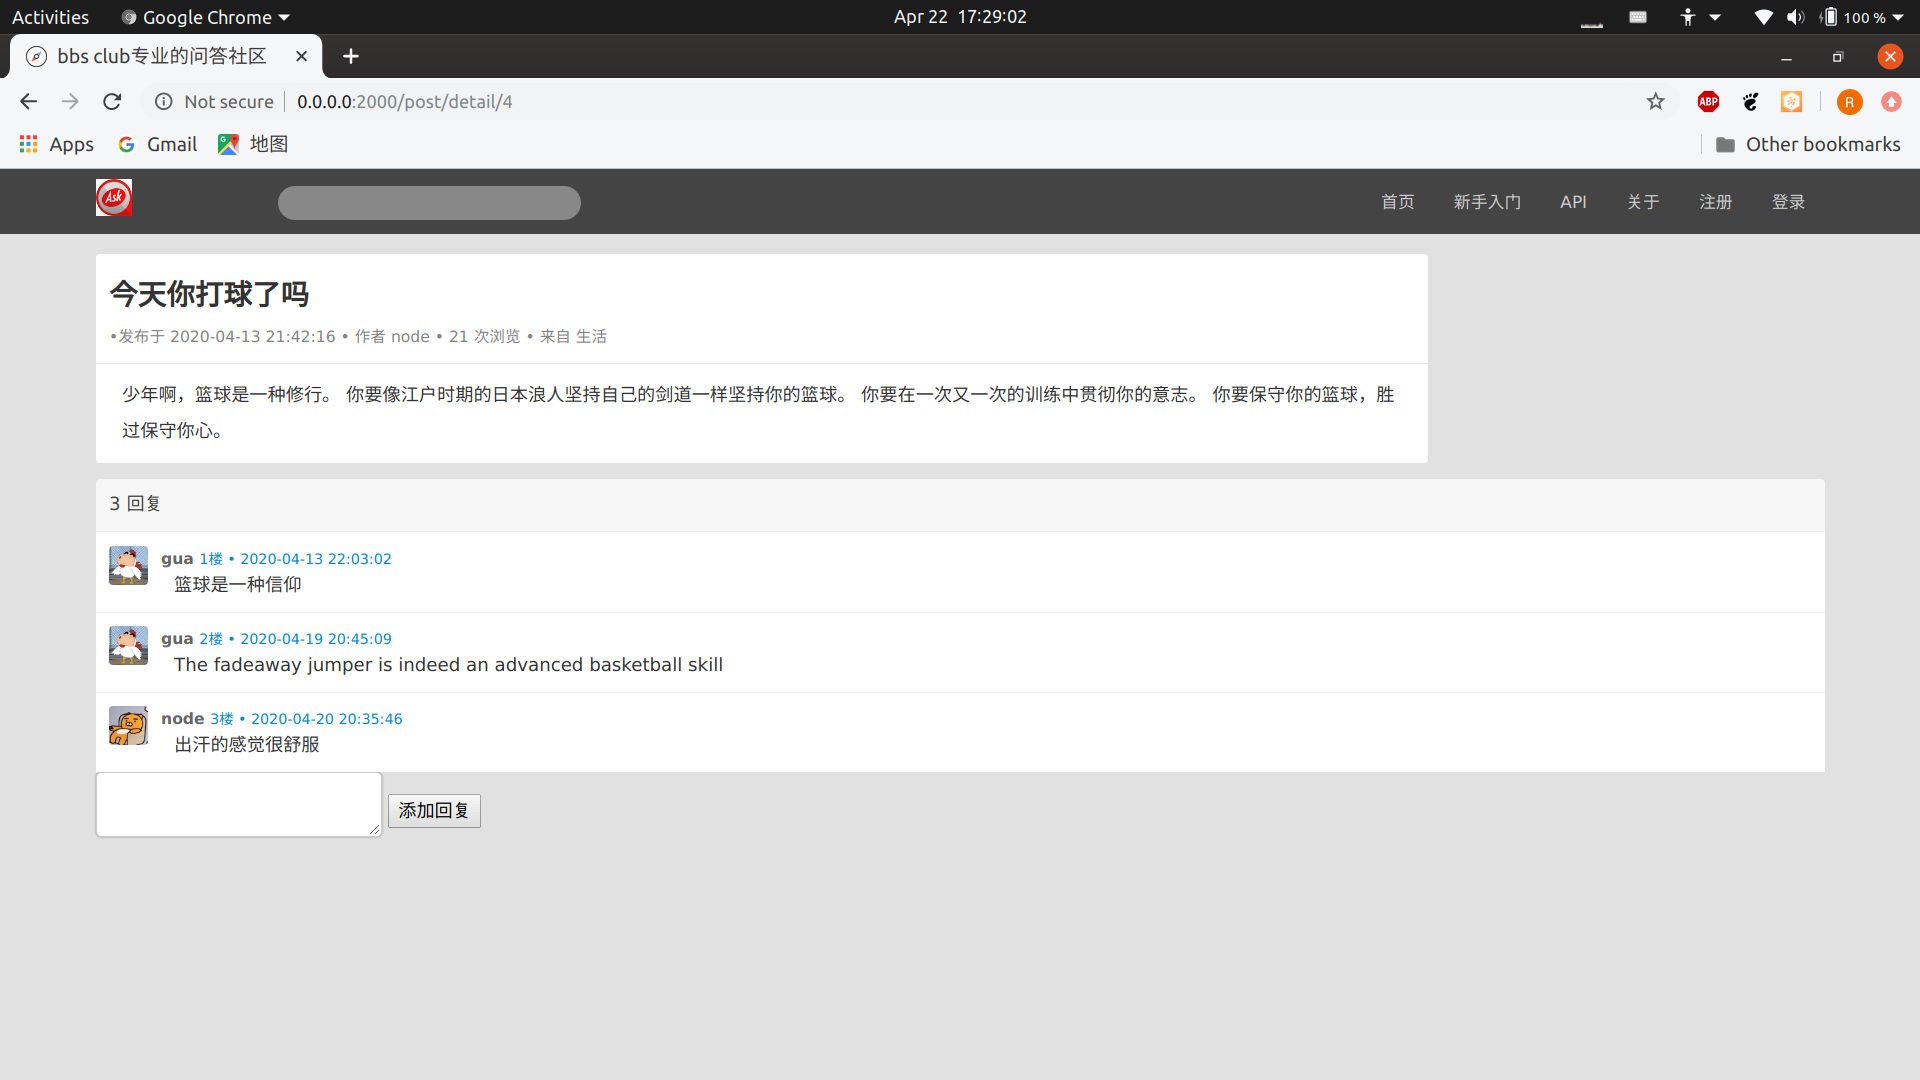 Activities
Google Chrome
Apr 22 17:29:02
100 %
bbs club专业的问答社区
Not secure
0.0.0.0:2000/post/detail/4
ABP
R
Apps
Gmail
地图
Other bookmarks
Ask
首页
新手入门
API
关于
注册
登录
今天你打球了吗
•发布于 2020-04-13 21:42:16 • 作者 node • 21 次浏览 • 来自 生活
少年啊，篮球是一种修行。 你要像江户时期的日本浪人坚持自己的剑道一样坚持你的篮球。 你要在一次又一次的训练中贯彻你的意志。 你要保守你的篮球，胜
过保守你心。
3 回复
gua 1楼 • 2020-04-13 22:03:02
篮球是一种信仰
gua 2楼 • 2020-04-19 20:45:09
The fadeaway jumper is indeed an advanced basketball skill
node 3楼 • 2020-04-20 20:35:46
出汗的感觉很舒服
添加回复